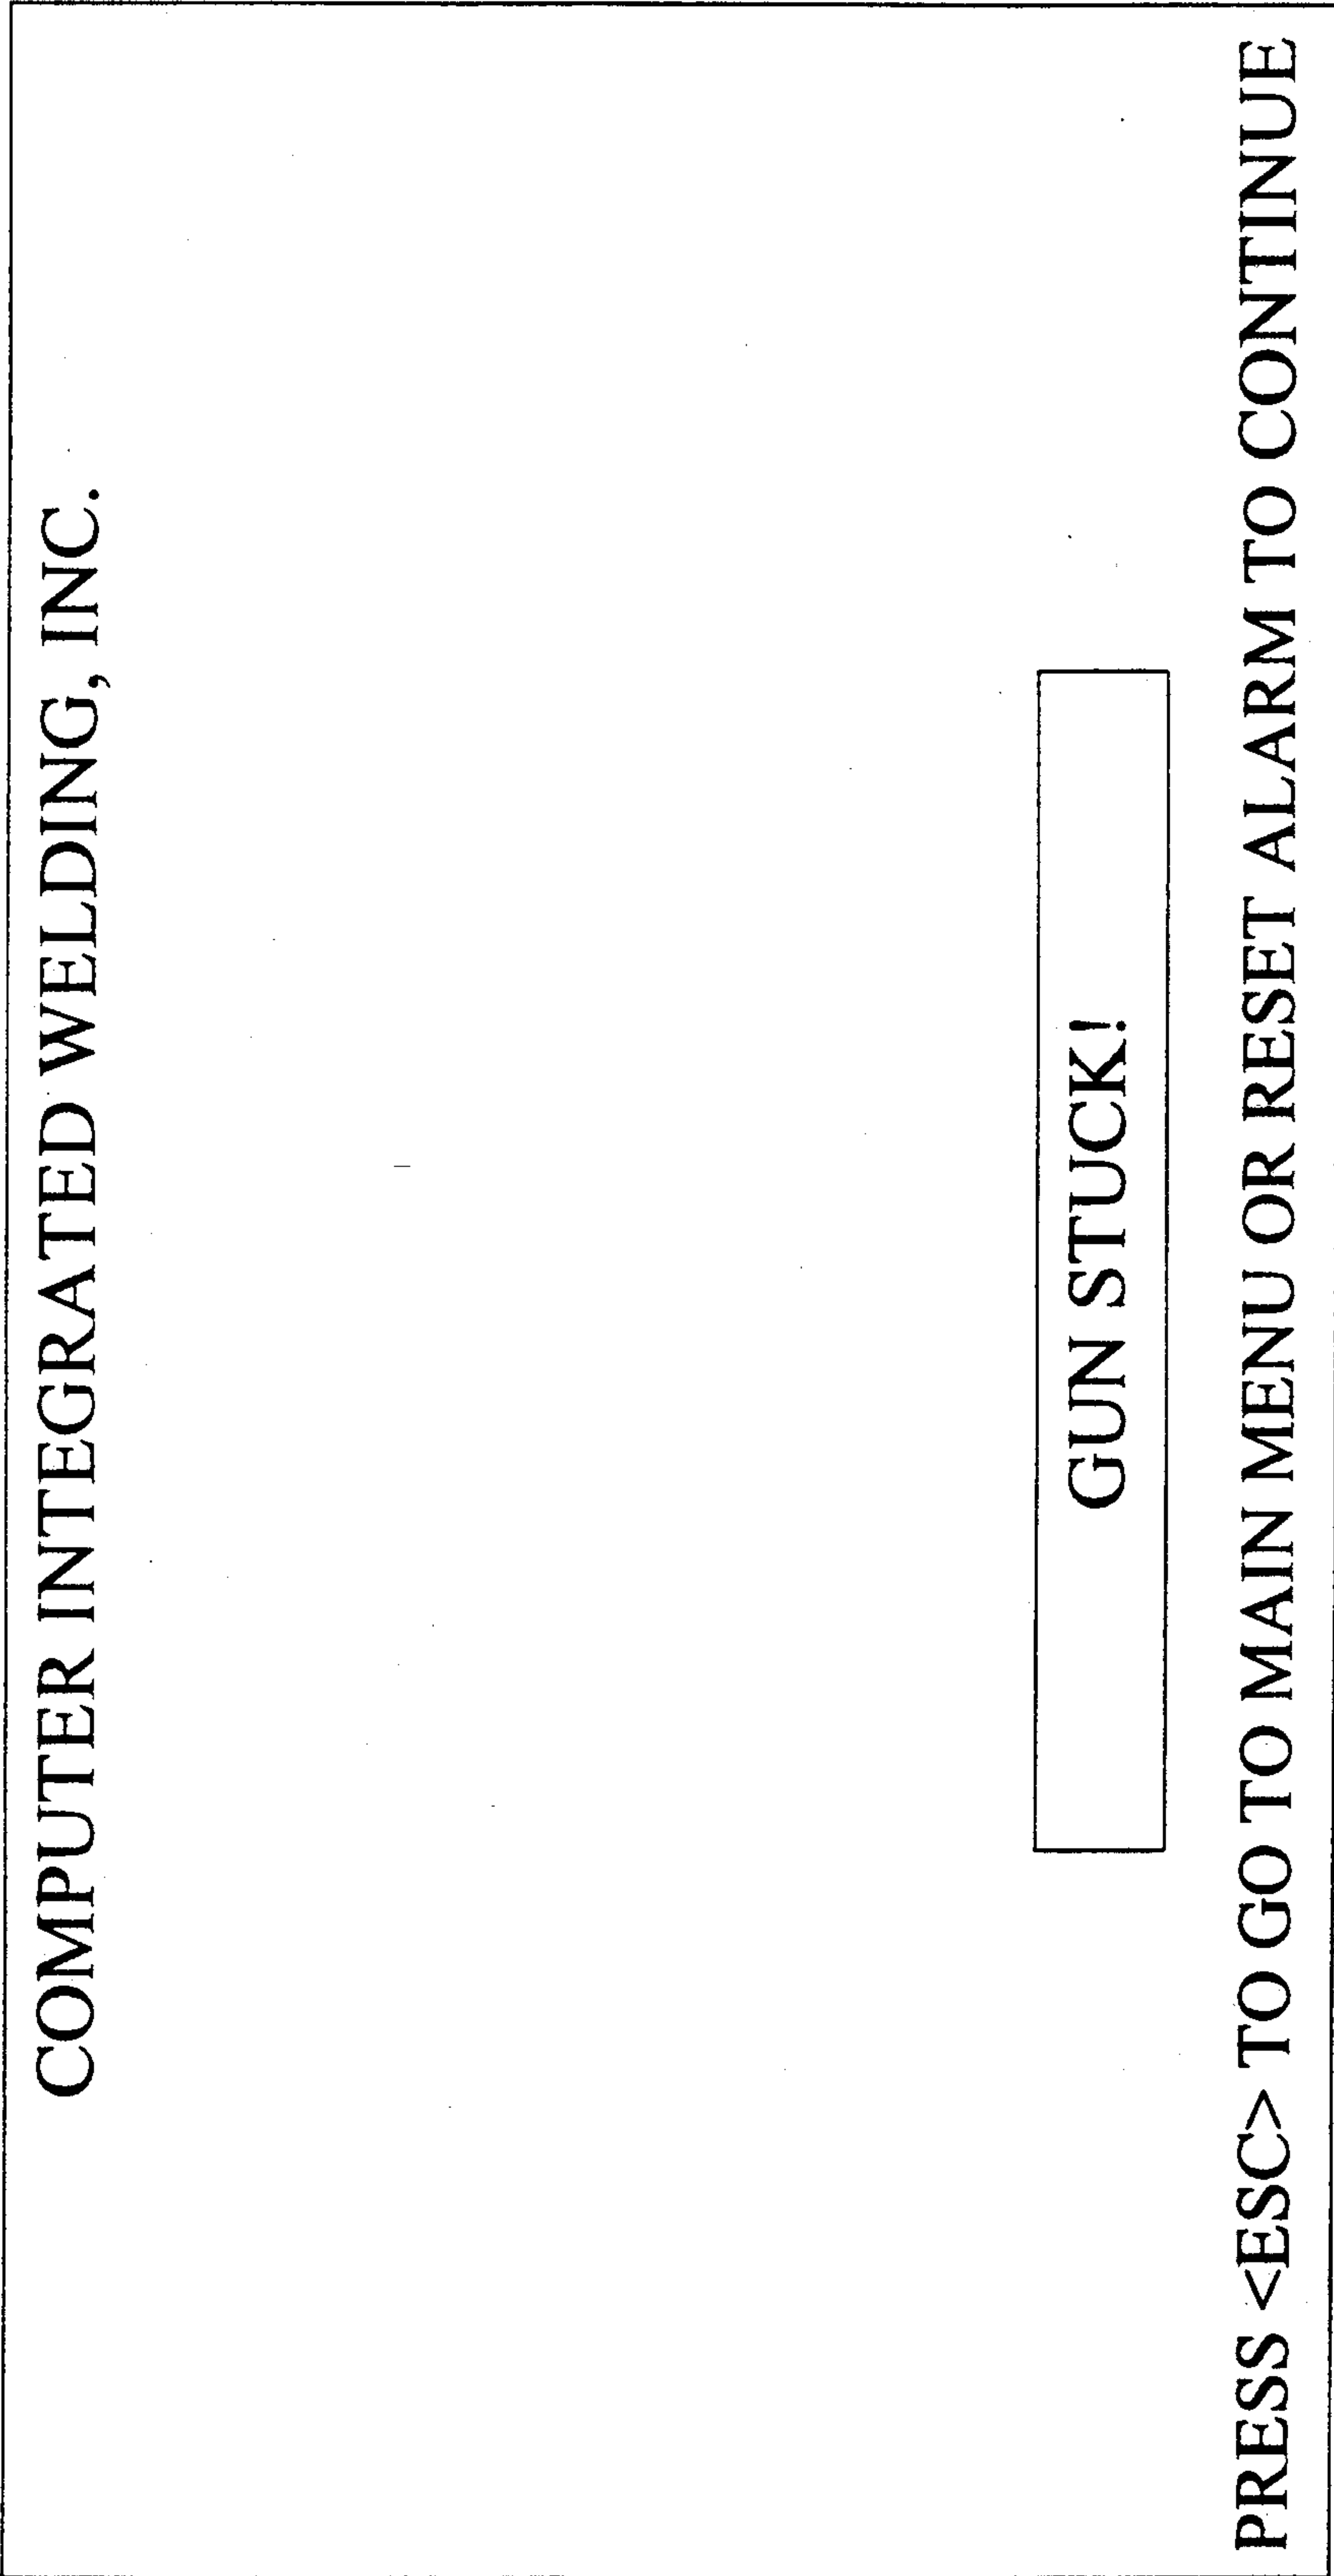 COMPUTER INTEGRATED WELDING, INC.
GUN STUCK!
PRESS <ESC> TO GO TO MAIN MENU OR RESET ALARM TO CONTINUE